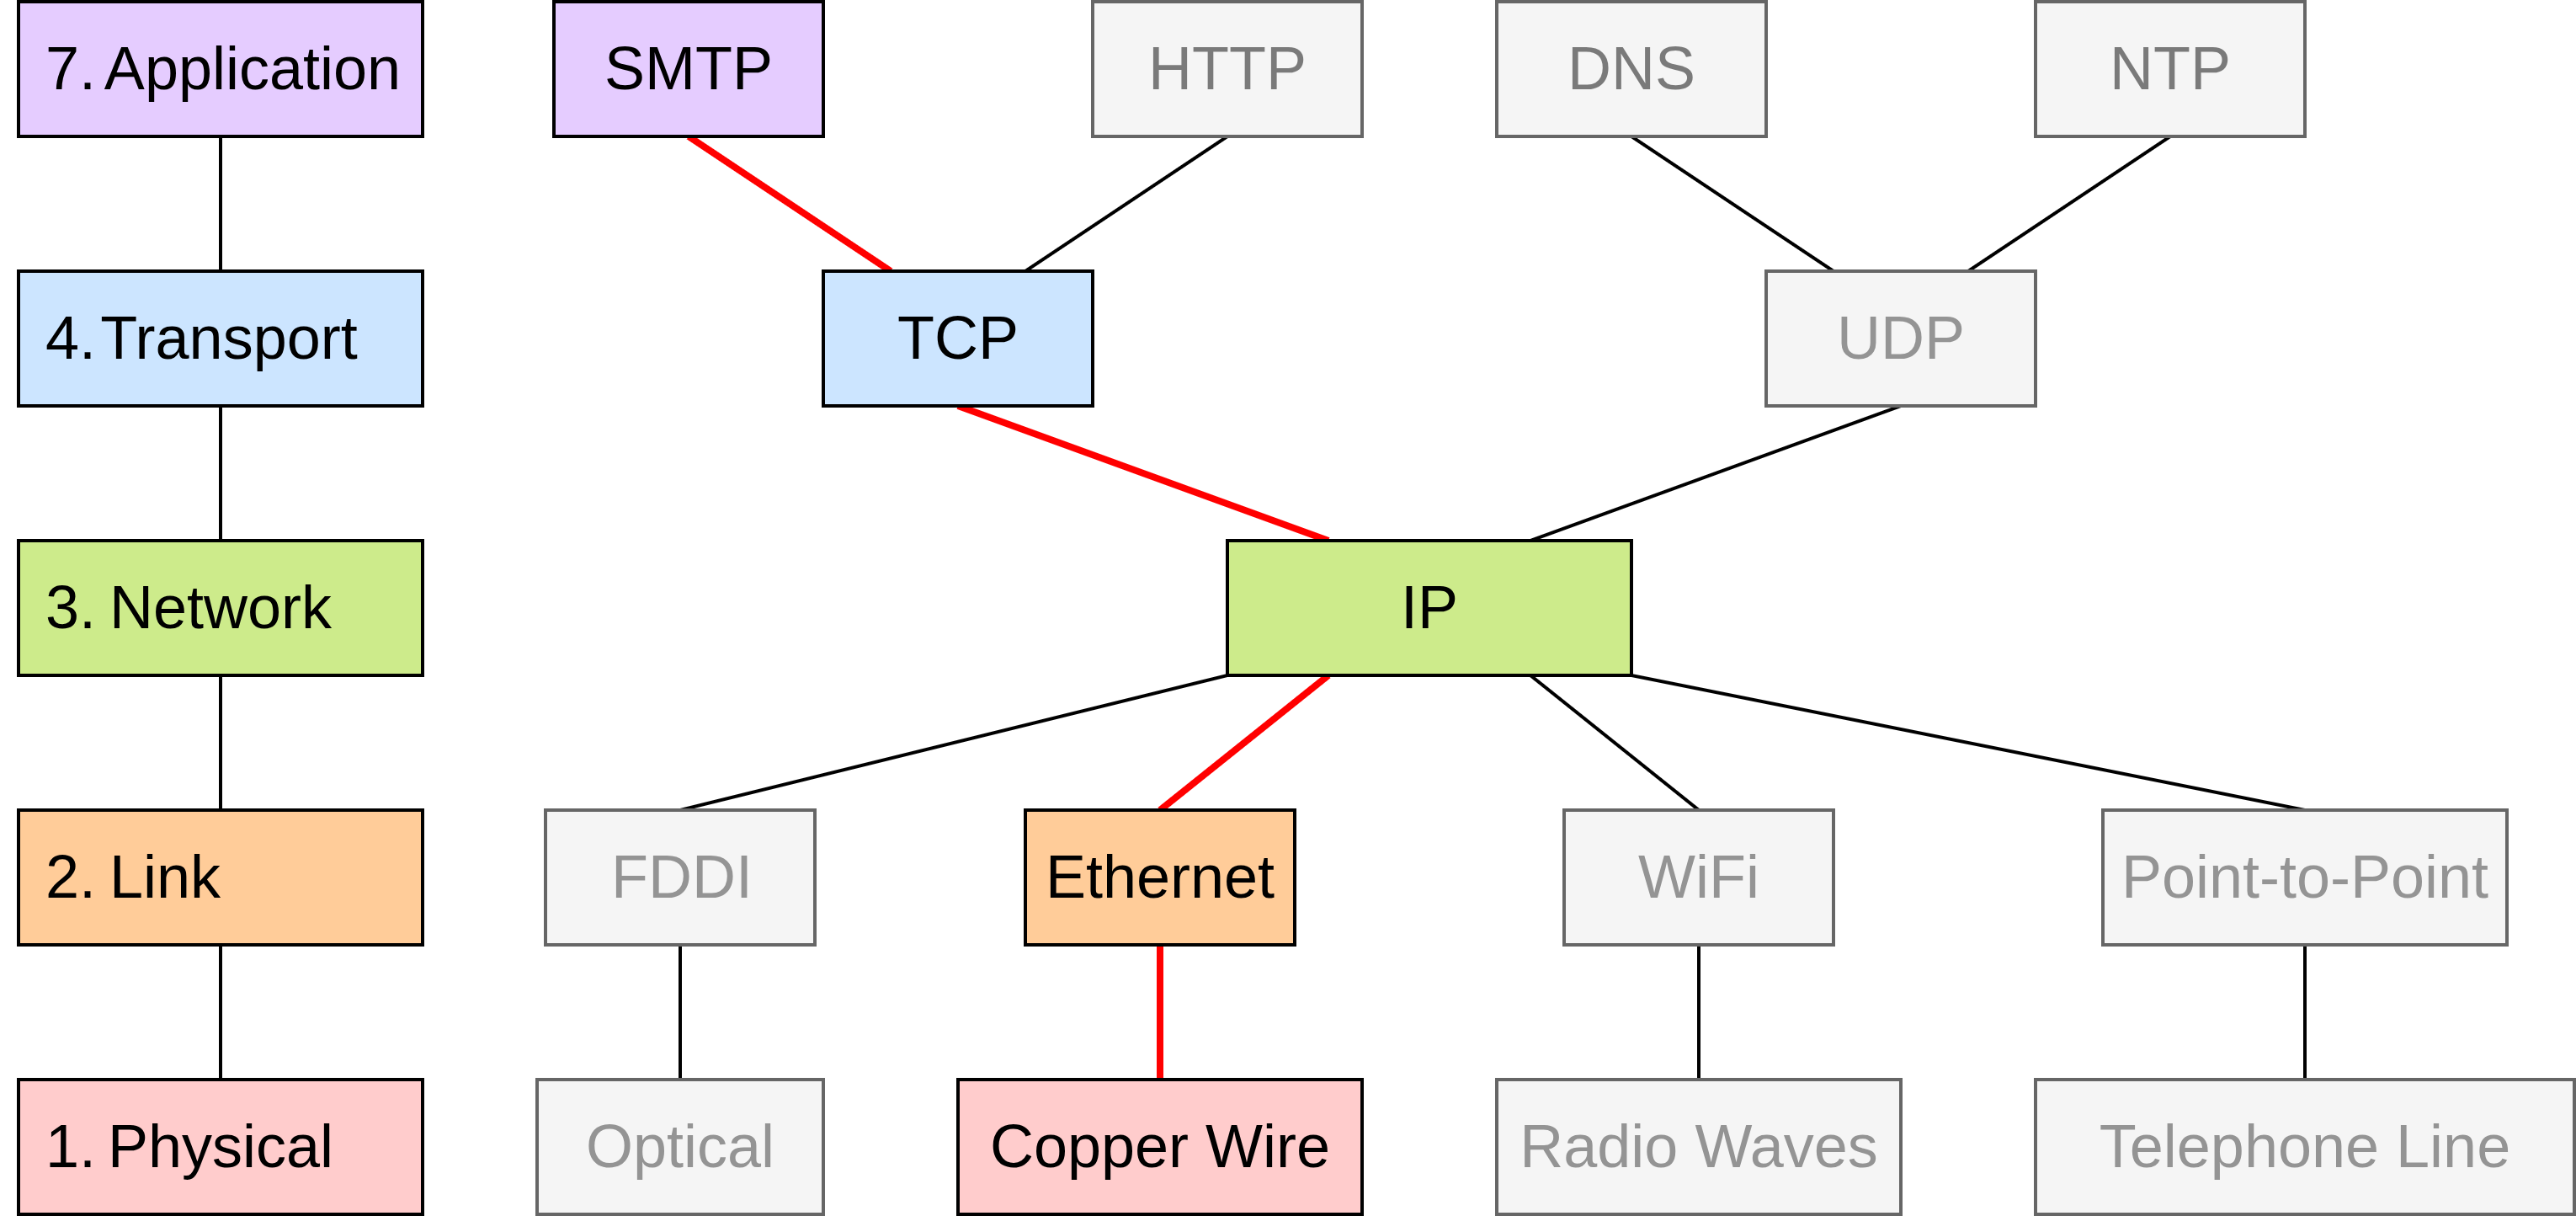 7. Application
SMTP
HTTP
DNS
NTP
4. Transport
TCP
UDP
3. Network
IP
2. Link
FDDI
Ethernet
WiFi
Point-to-Point
1. Physical
Optical
Copper Wire
Radio Waves
Telephone Line